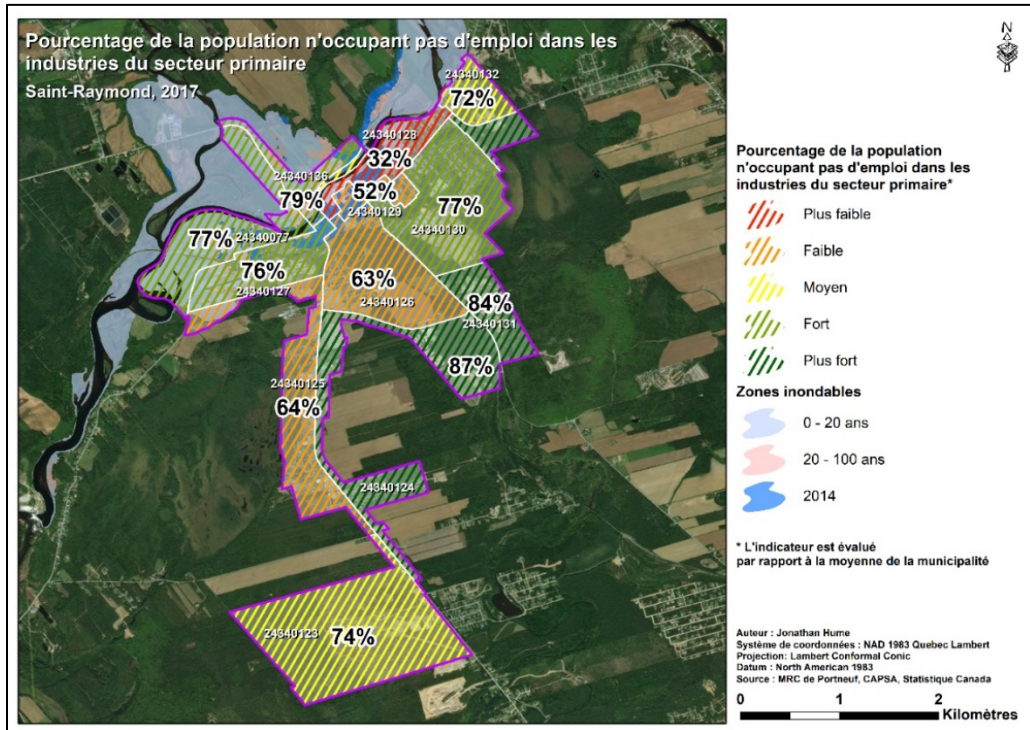 Pourcentage de la population n'occupant pas d'emploi dans les
industries du secteur primaire
Saint-Raymond, 2017
24340132
72%
24340128
32%
24340136
79%
52%
24340129
77%
24340130
77%
24340077
76%
24340127
63%
24340126
84%
24340131
87%
24340125
64%
24340124
24340123
74%
N
Pourcentage de la population
n'occupant pas d'emploi dans les
industries du secteur primaire*
Plus faible
Faible
Moyen
Fort
Plus fort
Zones inondables
0 - 20 ans
20 - 100 ans
2014
* L'indicateur est évalué
par rapport à la moyenne de la municipalité
Auteur : Jonathan Hume
Système de coordonnées : NAD 1983 Quebec Lambert
Projection: Lambert Conformal Conic
Datum : North American 1983
Source : MRC de Portneuf, CAPSA, Statistique Canada
0 1 2
Kilomètres